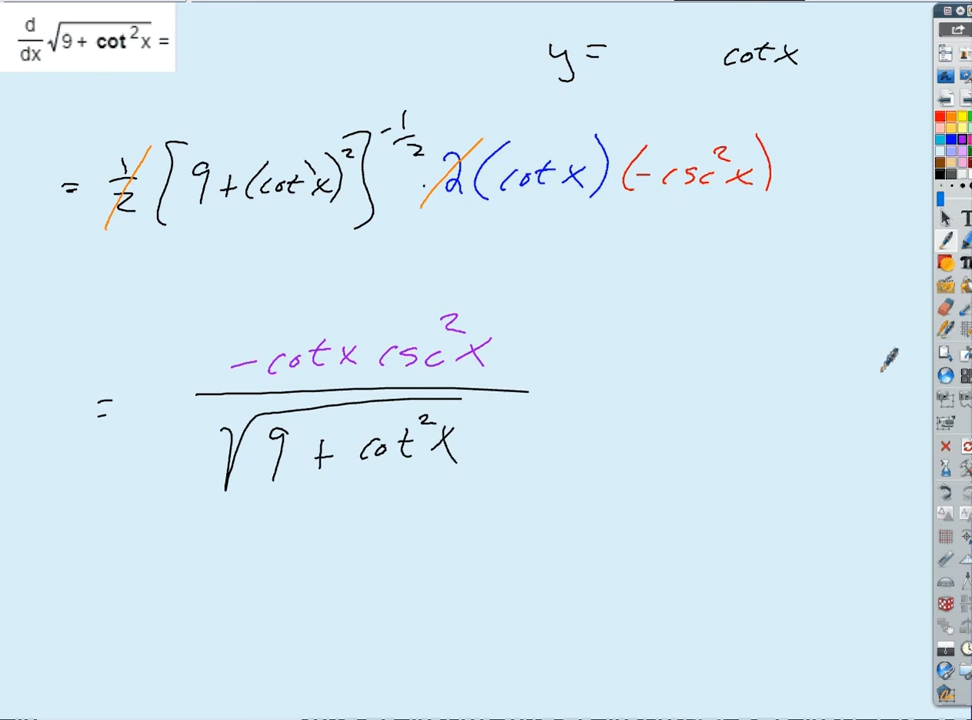 d/dx √(9 + cot²x) =
y = cot x
= 1/2 [9 + (cot x)²]^(-1/2) · 2 (cot x) (-csc²x)
= (-cot x csc²x) / √(9 + cot²x)